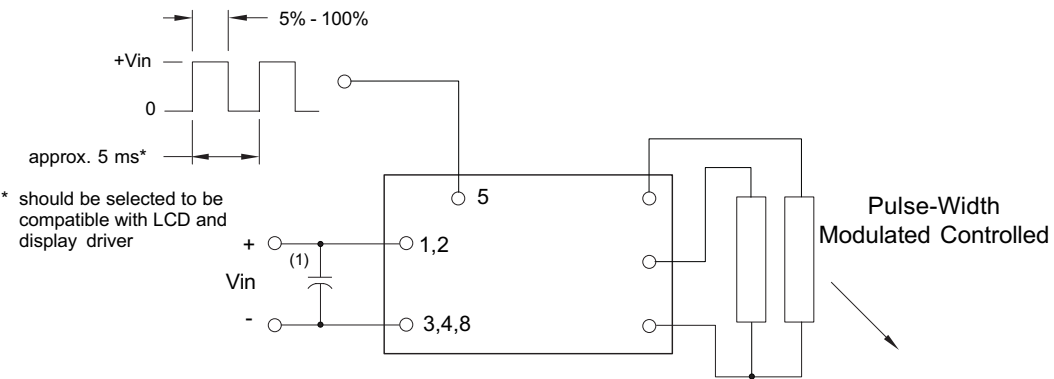 5% - 100%
+Vin
0
approx. 5 ms*
* should be selected to be
compatible with LCD and
display driver
5
+
(1)
1,2
Vin
-
3,4,8
Pulse-Width
Modulated Controlled